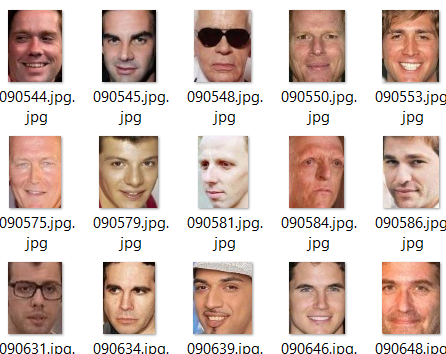 090544.jpg.
jpg
090545.jpg.
jpg
090548.jpg.
jpg
090550.jpg.
jpg
090553.jpg.
jpg
090575.jpg.
jpg
090579.jpg.
jpg
090581.jpg.
jpg
090584.jpg.
jpg
090586.jpg.
jpg
090631.jpg.
090634.jpg.
090639.jpg.
090646.jpg.
090648.jpg.